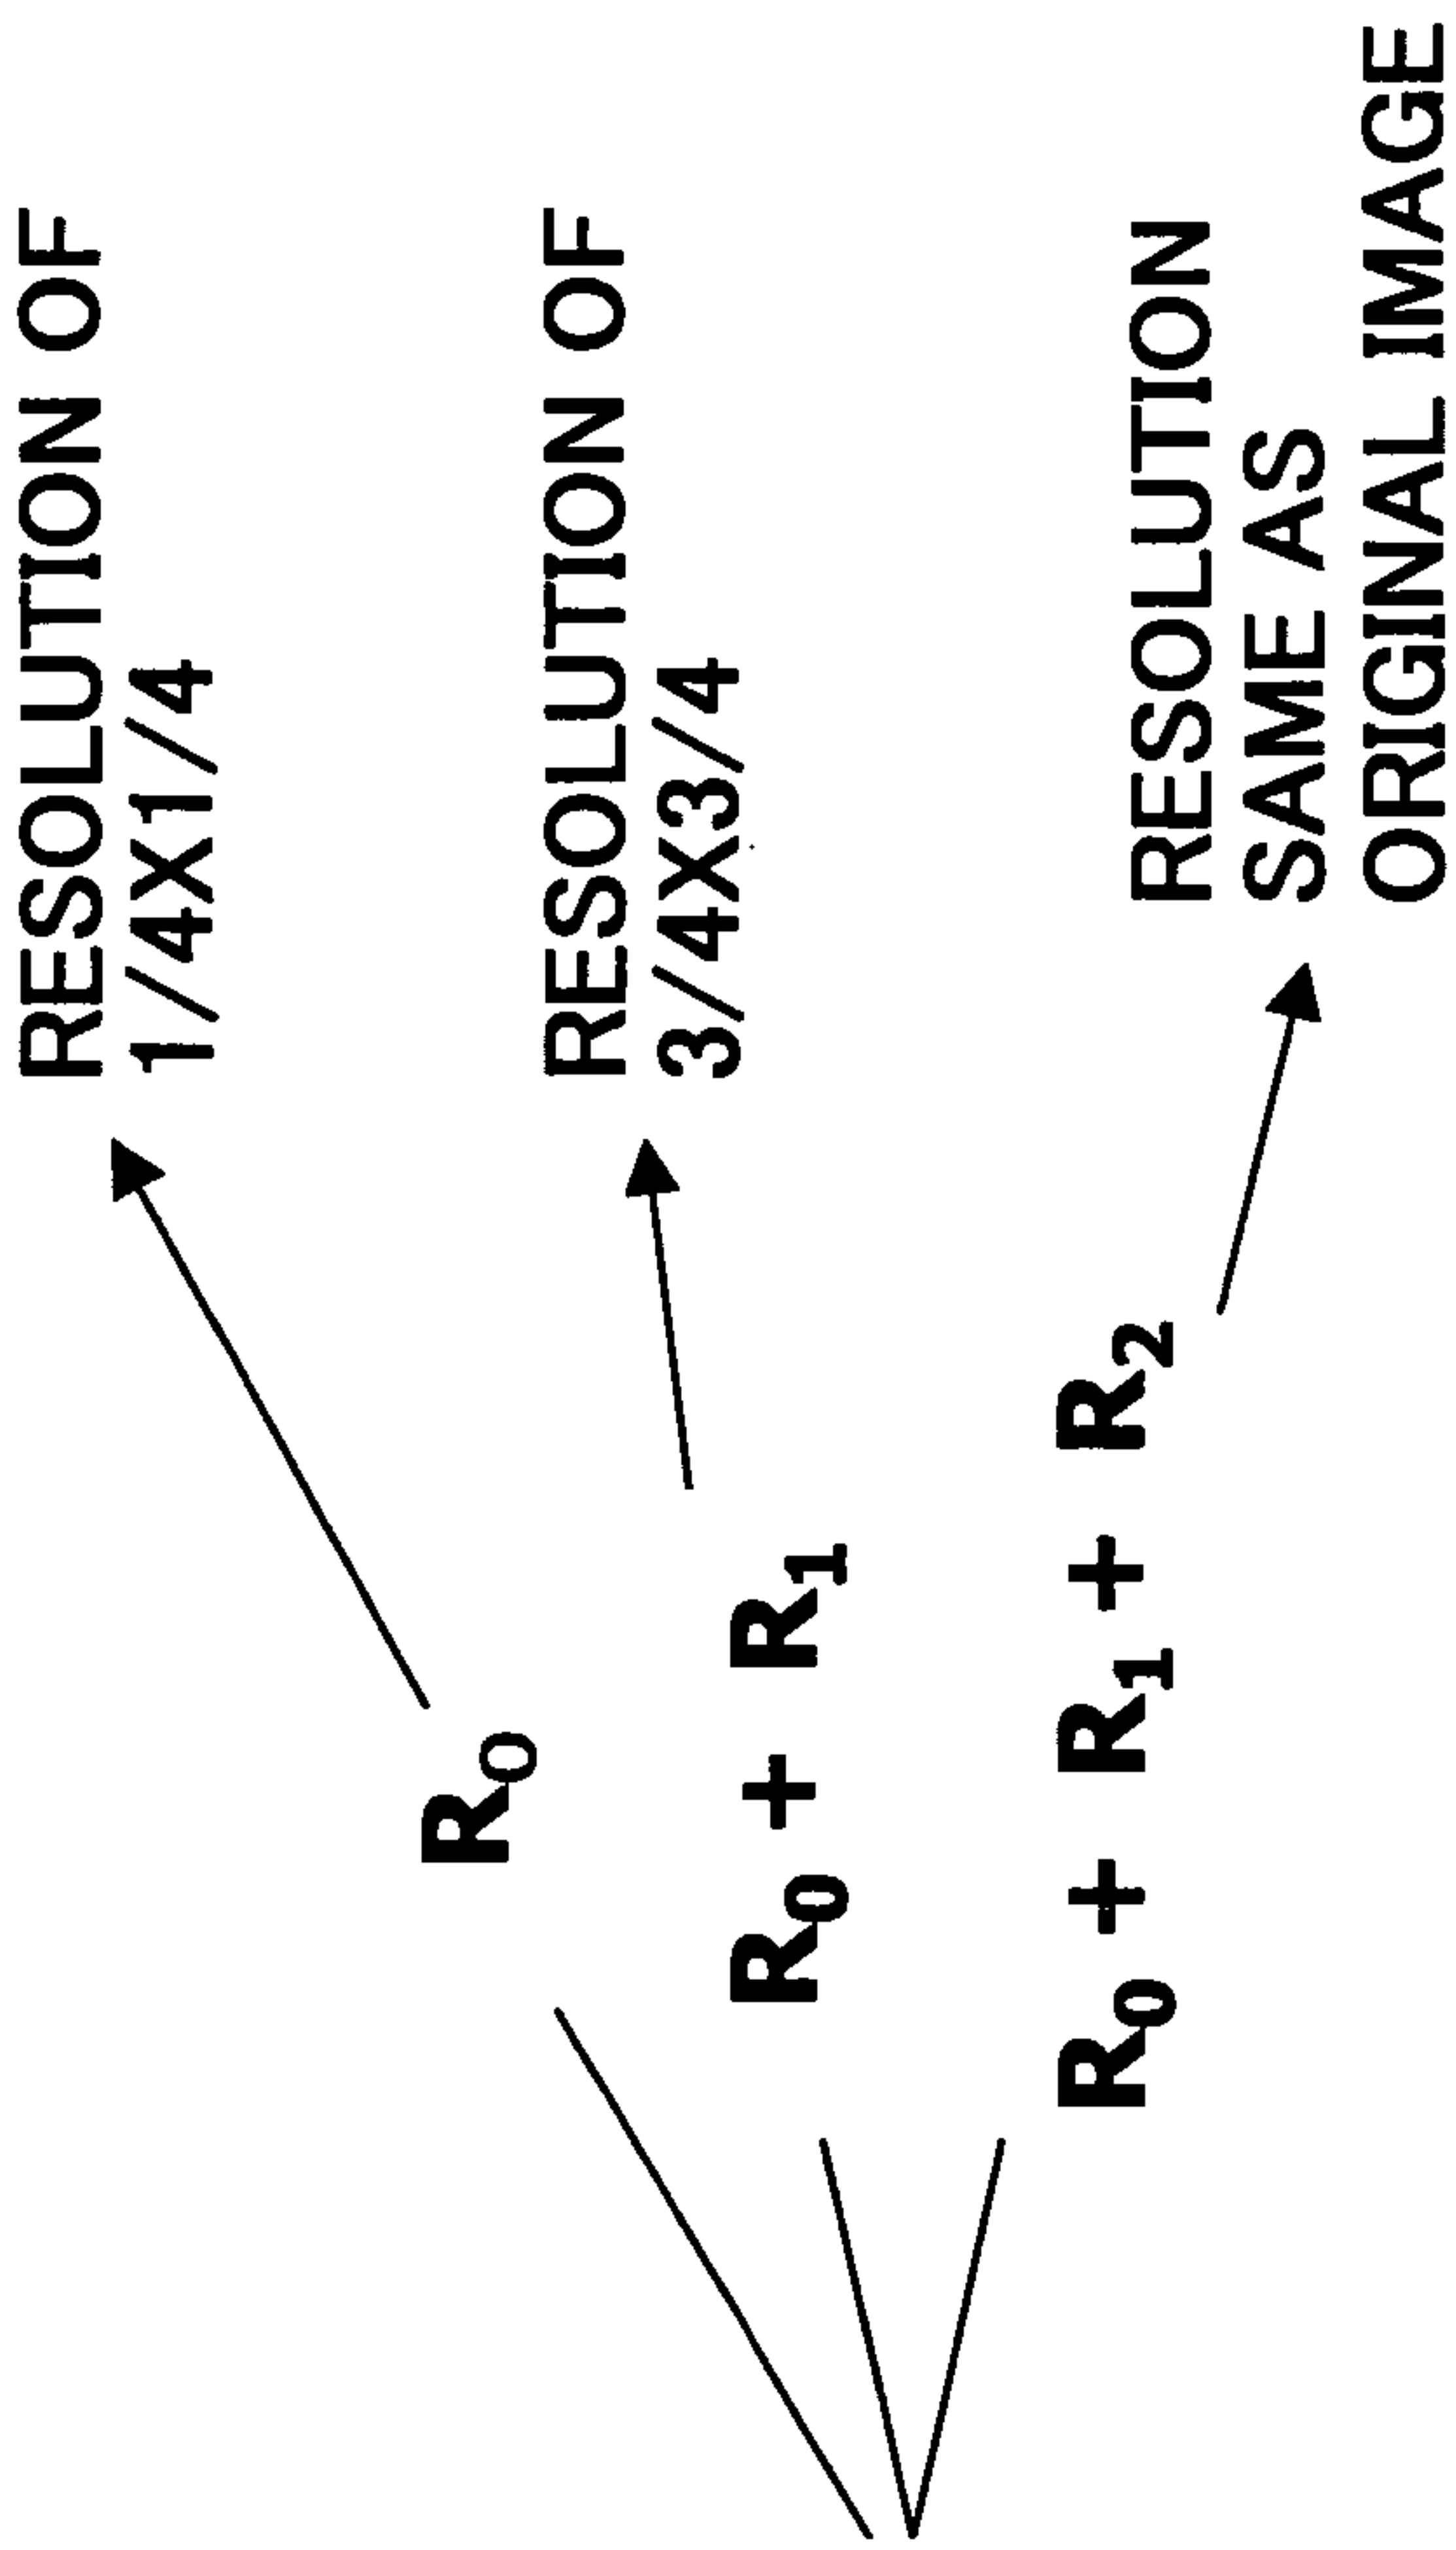 RESOLUTION OF
1/4X1/4
R0
RESOLUTION OF
3/4X3/4
R0 + R1
R0 + R1 + R2
RESOLUTION
SAME AS
ORIGINAL IMAGE